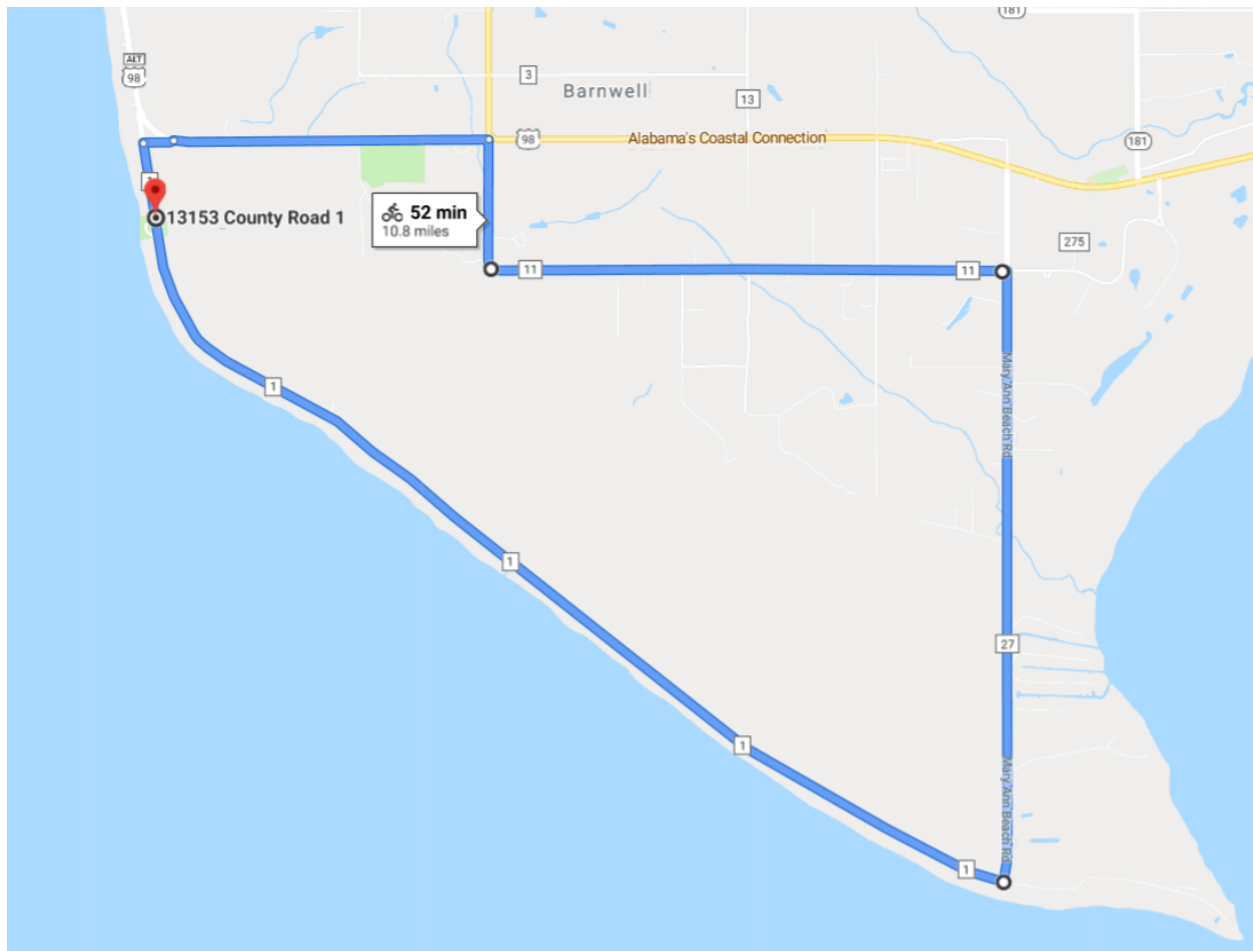 181
ALT
98
3
Barnwell
13
98
Alabama's Coastal Connection
181
1
13153 County Road 1
52 min
10.8 miles
275
11
11
Mary Ann Beach Rd
1
1
27
1
Mary Ann Beach Rd
1